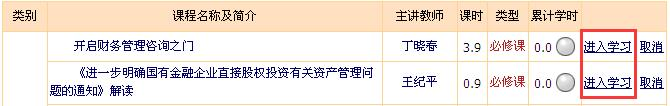 类别 课程名称及简介 主讲教师 课时 类型 累计学时
开启财务管理咨询之门 丁晓春 3.9 必修课 0.0 进入学习 取消
《进一步明确国有金融企业直接股权投资有关资产管理问
题的通知》解读 王纪平 0.9 必修课 0.0 进入学习 取消